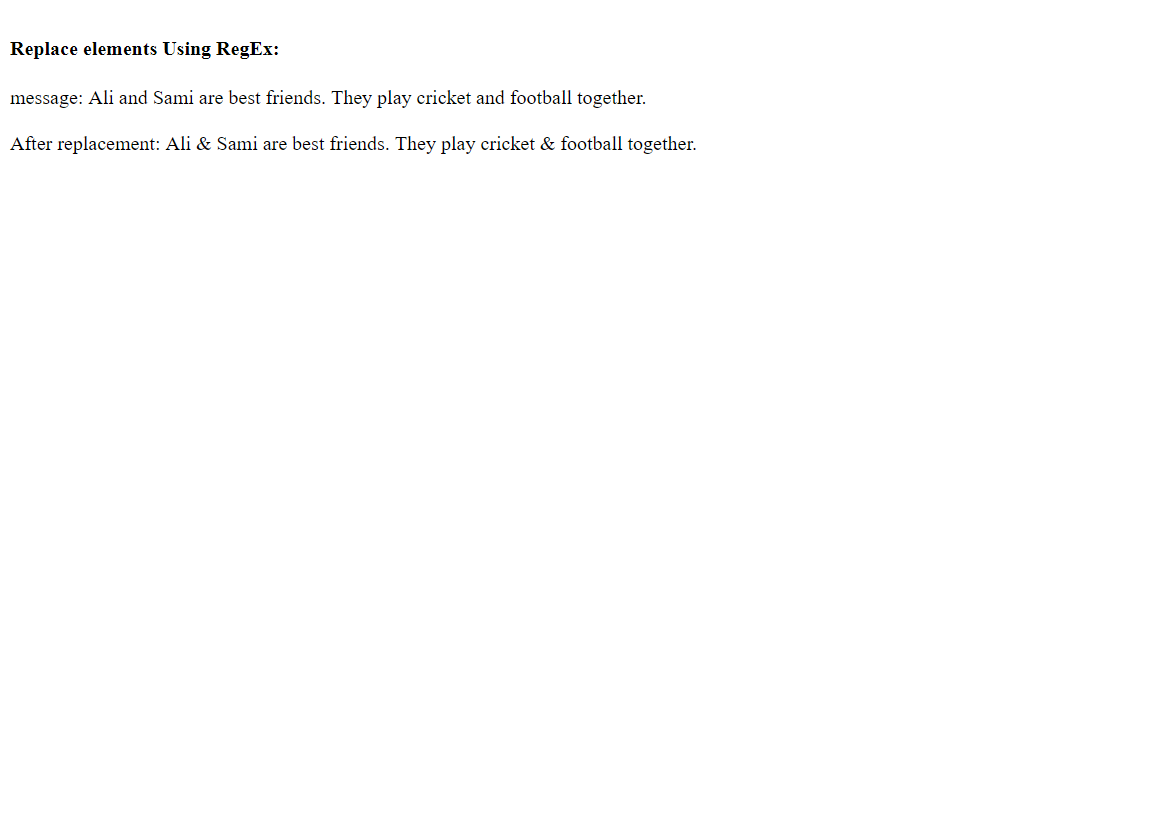 Replace elements Using RegEx:
message: Ali and Sami are best friends. They play cricket and football together.
After replacement: Ali & Sami are best friends. They play cricket & football together.